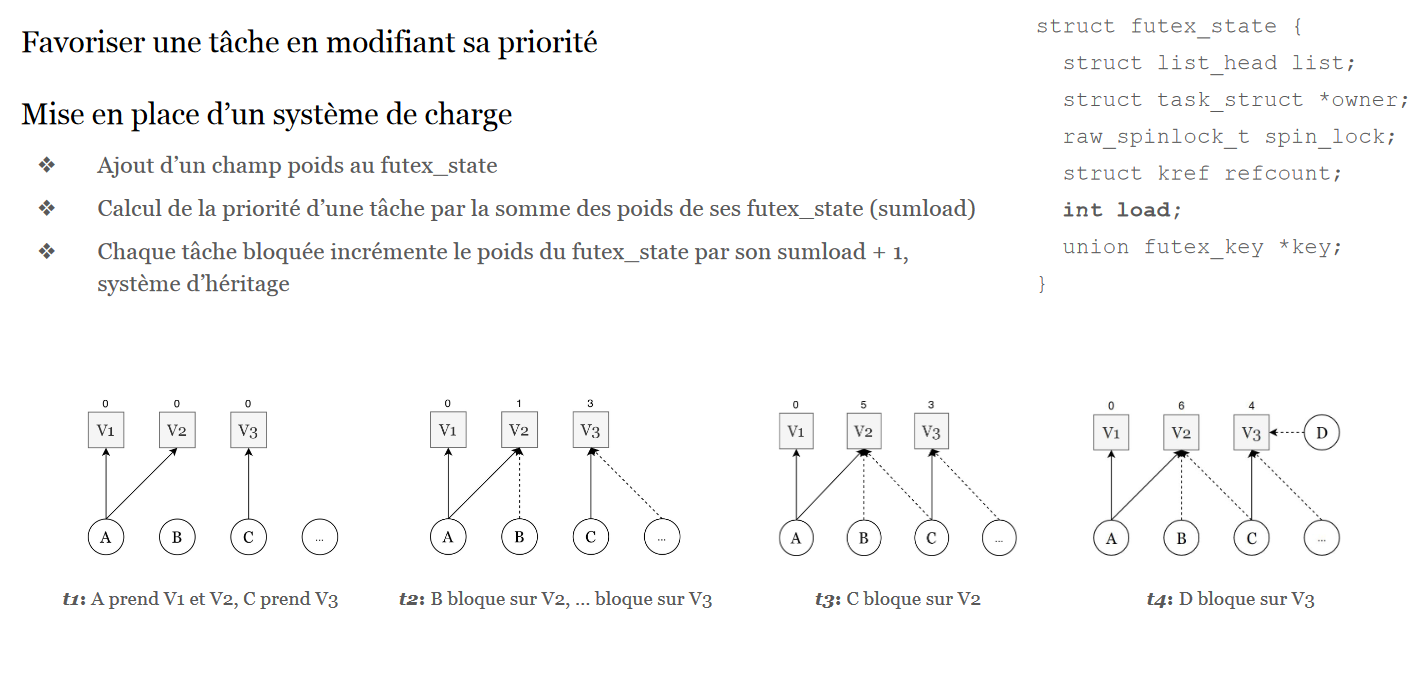 Favoriser une tâche en modifiant sa priorité
Mise en place d’un système de charge
❖ Ajout d’un champ poids au futex_state
❖ Calcul de la priorité d’une tâche par la somme des poids de ses futex_state (sumload)
❖ Chaque tâche bloquée incrémente le poids du futex_state par son sumload + 1,
système d’héritage
struct futex_state {
struct list_head list;
struct task_struct *owner;
raw_spinlock_t spin_lock;
struct kref refcount;
int load;
union futex_key *key;
}
0 0 0
V1 V2 V3
A B C ...
t1: A prend V1 et V2, C prend V3
0 1 3
V1 V2 V3
A B C ...
t2: B bloque sur V2, ... bloque sur V3
0 5 3
V1 V2 V3
A B C ...
t3: C bloque sur V2
0 6 4
V1 V2 V3 D
A B C ...
t4: D bloque sur V3